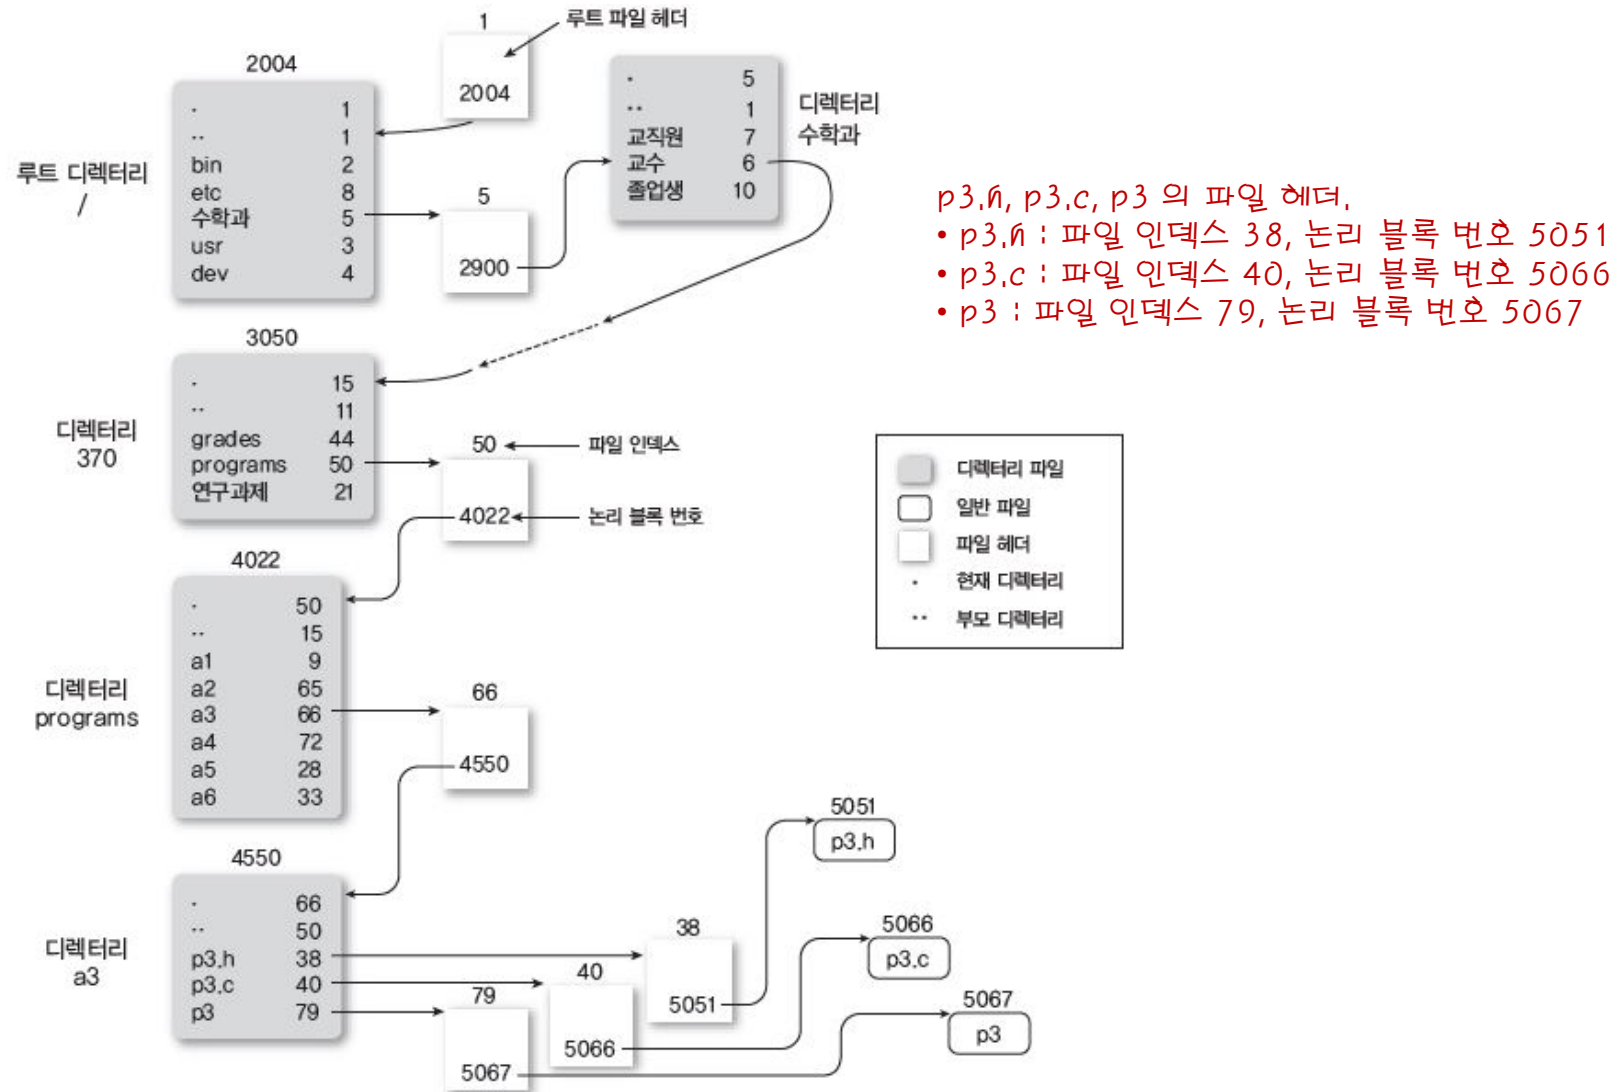 1
루트 파일 헤더
2004
2004
. 1
.. 1
bin 2
etc 8
수학과 5
usr 3
dev 4
루트 디렉터리
/
5
2900
. 5
.. 1
교직원 7
교수 6
졸업생 10
디렉터리
수학과
p3.h, p3.c, p3 의 파일 헤더.
• p3.h : 파일 인덱스 38, 논리 블록 번호 5051
• p3.c : 파일 인덱스 40, 논리 블록 번호 5066
• p3 : 파일 인덱스 79, 논리 블록 번호 5067
3050
. 15
.. 11
grades 44
programs 50
연구과제 21
디렉터리
370
50
파일 인덱스
4022
논리 블록 번호
디렉터리 파일
일반 파일
파일 헤더
. 현재 디렉터리
.. 부모 디렉터리
4022
. 50
.. 15
a1 9
a2 65
a3 66
a4 72
a5 28
a6 33
디렉터리
programs
66
4550
4550
. 66
.. 50
p3.h 38
p3.c 40
p3 79
디렉터리
a3
38
5051
40
5066
79
5067
5051
p3.h
5066
p3.c
5067
p3